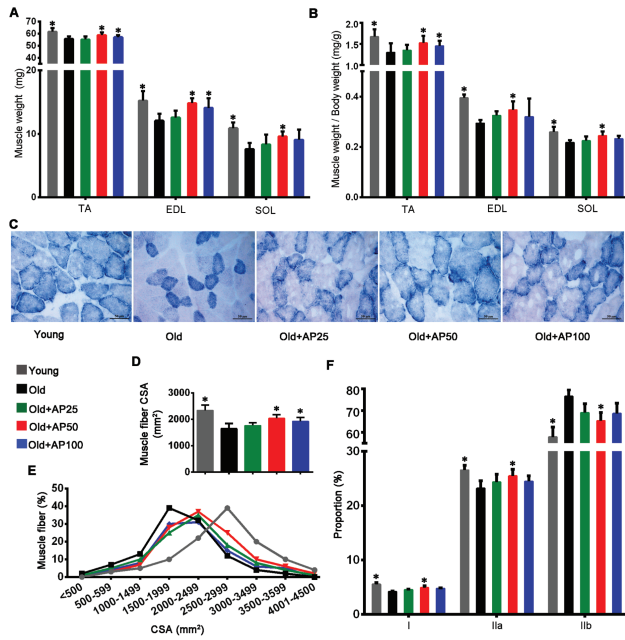 A
Muscle weight (mg)
70
60
50
40
20
10
0
*
*
*
*
*
*
*
*
TA
EDL
SOL
B
Muscle weight / Body weight (mg/g)
2.0
1.5
1.0
0.4
0.2
0.0
*
*
*
*
*
*
*
TA
EDL
SOL
C
Young
Old
Old+AP25
Old+AP50
Old+AP100
Young
Old
Old+AP25
Old+AP50
Old+AP100
D
Muscle fiber CSA
(mm²)
3000
2000
1000
0
*
*
*
E
Muscle fiber (%)
50
40
30
20
10
0
<500
500-599
1000-1499
1500-1999
2000-2499
2500-2999
3000-3499
3500-3599
4001-4500
CSA (mm²)
F
Proportion (%)
80
70
60
30
20
10
0
*
*
*
*
*
*
I
IIa
IIb